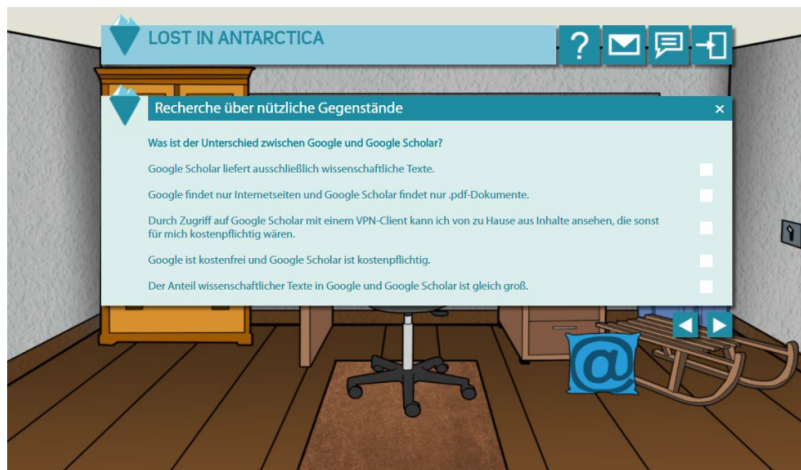 LOST IN ANTARCTICA
?
Recherche über nützliche Gegenstände
×
Was ist der Unterschied zwischen Google und Google Scholar?
Google Scholar liefert ausschließlich wissenschaftliche Texte.
Google findet nur Internetseiten und Google Scholar findet nur .pdf-Dokumente.
Durch Zugriff auf Google Scholar mit einem VPN-Client kann ich von zu Hause aus Inhalte ansehen, die sonst
für mich kostenpflichtig wären.
Google ist kostenfrei und Google Scholar ist kostenpflichtig.
Der Anteil wissenschaftlicher Texte in Google und Google Scholar ist gleich groß.
@